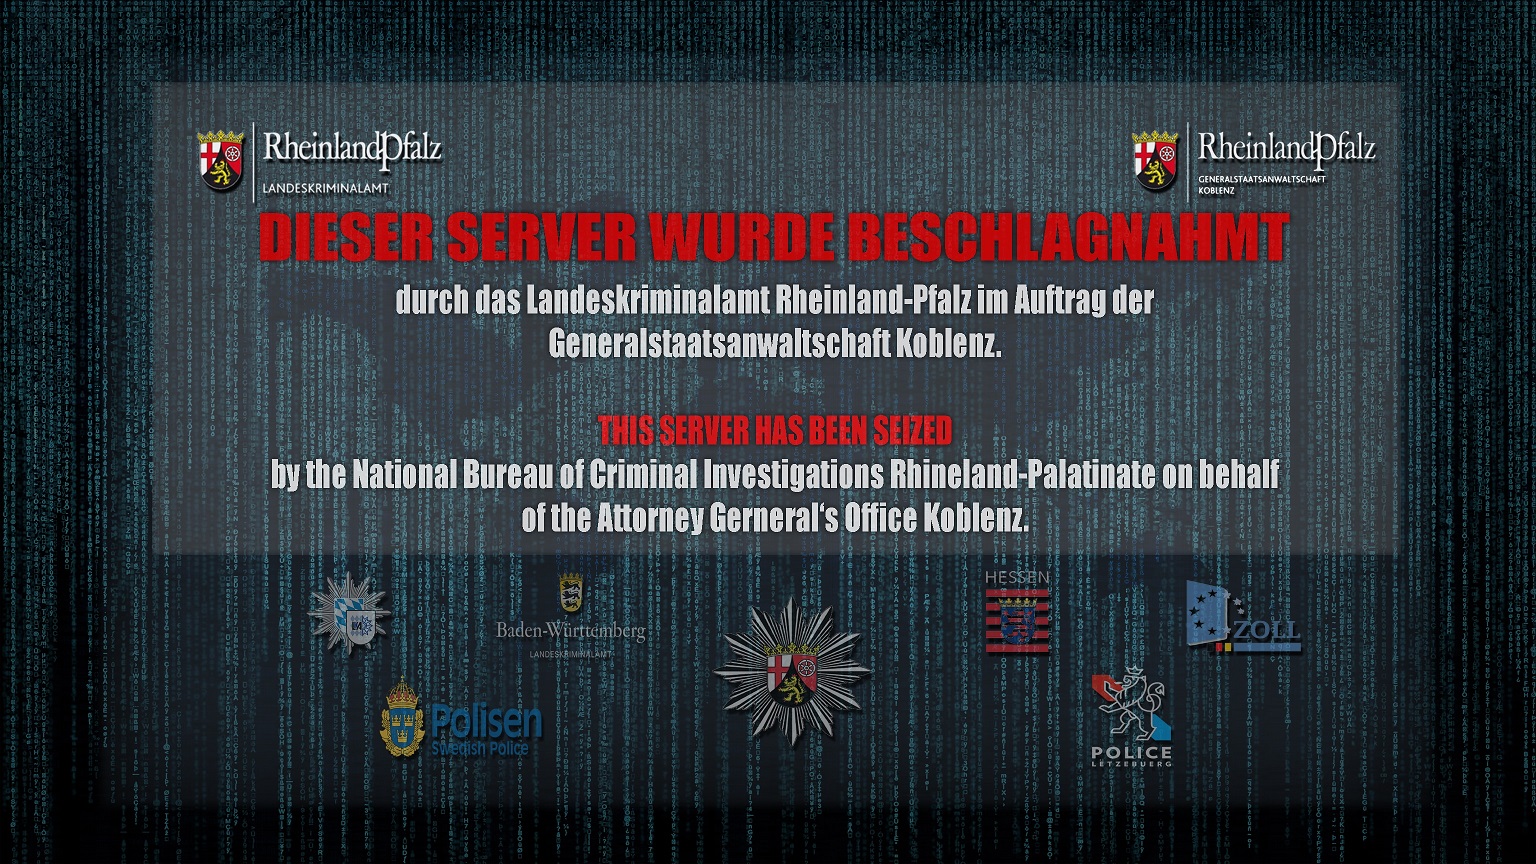 RheinlandPfalz
LANDESKRIMINALAMT
RheinlandPfalz
GENERALSTAATSANWALTSCHAFT
KOBLENZ
DIESER SERVER WURDE BESCHLAGNAHMT
durch das Landeskriminalamt Rheinland-Pfalz im Auftrag der
Generalstaatsanwaltschaft Koblenz.
THIS SERVER HAS BEEN SEIZED
by the National Bureau of Criminal Investigations Rhineland-Palatinate on behalf
of the Attorney Gerneral‘s Office Koblenz.
Baden-Württemberg
LANDESKRIMINALAMT
HESSEN
ZOLL
Polisen
Swedish Police
POLICE
LËTZEBUERG